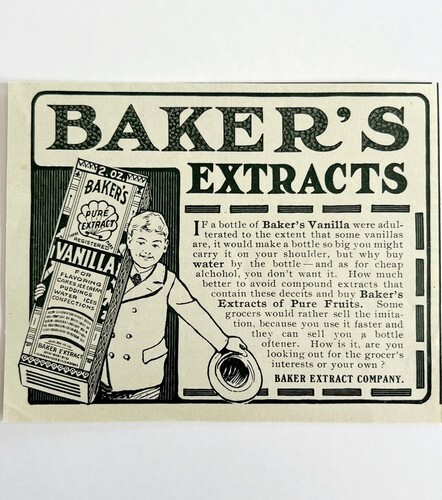 BAKER'S
EXTRACTS
2 OZ.
BAKER'S
PURE
EXTRACT
REGISTERED
VANILLA
FOR
FLAVORING
CAKES ICE CREAM
PUDDINGS
WATER ICES
CONFECTIONS
BAKER EXTRACT
IF a bottle of Baker's Vanilla were adul-
terated to the extent that some vanillas
are, it would make a bottle so big you might
carry it on your shoulder, but why buy
water by the bottle—and as for cheap
alchohol, you don't want it. How much
better to avoid compound extracts that
contain these deceits and buy Baker's
Extracts of Pure Fruits. Some
grocers would rather sell the imita-
tion, because you use it faster and
they can sell you a bottle
oftener. How is it, are you
looking out for the grocer's
interests or your own?
BAKER EXTRACT COMPANY.